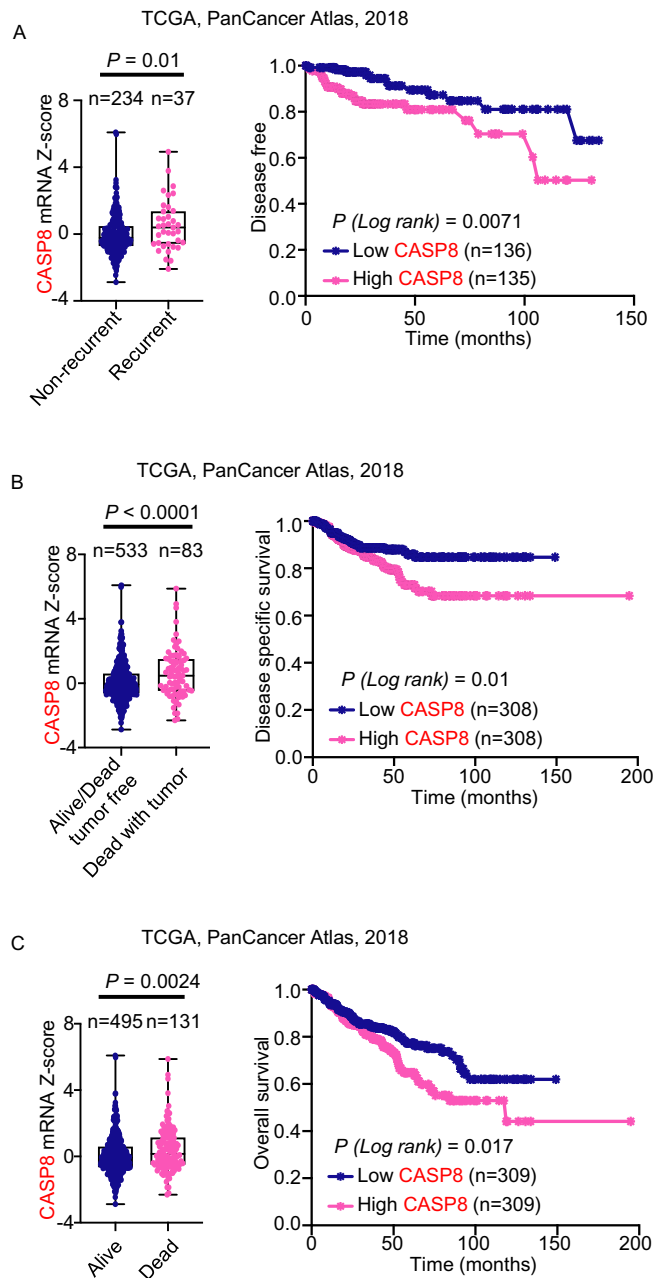 A
TCGA, PanCancer Atlas, 2018
P = 0.01
n=234 n=37
CASP8 mRNA Z-score
8
4
0
-4
Non-recurrent
Recurrent
Disease free
1.0
0.8
0.6
0.4
0.2
0.0
P (Log rank) = 0.0071
Low CASP8 (n=136)
High CASP8 (n=135)
0 50 100 150
Time (months)
B
TCGA, PanCancer Atlas, 2018
P < 0.0001
n=533 n=83
CASP8 mRNA Z-score
8
4
0
-4
Alive/Dead
tumor free
Dead with tumor
Disease specific survival
1.0
0.8
0.6
0.4
0.2
0.0
P (Log rank) = 0.01
Low CASP8 (n=308)
High CASP8 (n=308)
0 50 100 150 200
Time (months)
C
TCGA, PanCancer Atlas, 2018
P = 0.0024
n=495 n=131
CASP8 mRNA Z-score
8
4
0
-4
Alive
Dead
Overall survival
1.0
0.8
0.6
0.4
0.2
0.0
P (Log rank) = 0.017
Low CASP8 (n=309)
High CASP8 (n=309)
0 50 100 150 200
Time (months)